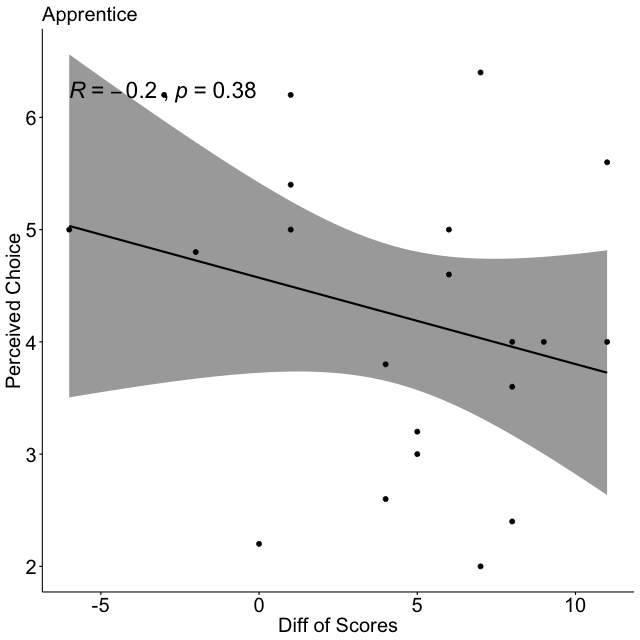 Apprentice
R = −0.2, p = 0.38
6
5
4
3
2
Perceived Choice
-5 0 5 10
Diff of Scores